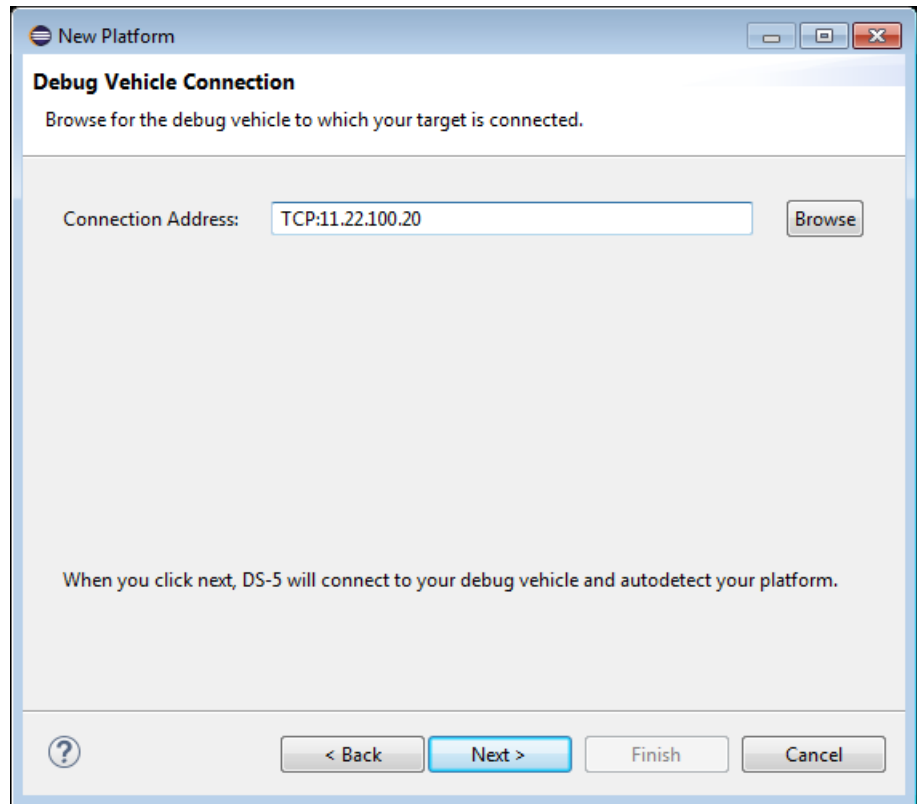 New Platform
Debug Vehicle Connection
Browse for the debug vehicle to which your target is connected.
Connection Address: TCP:11.22.100.20 Browse
When you click next, DS-5 will connect to your debug vehicle and autodetect your platform.
? < Back Next > Finish Cancel